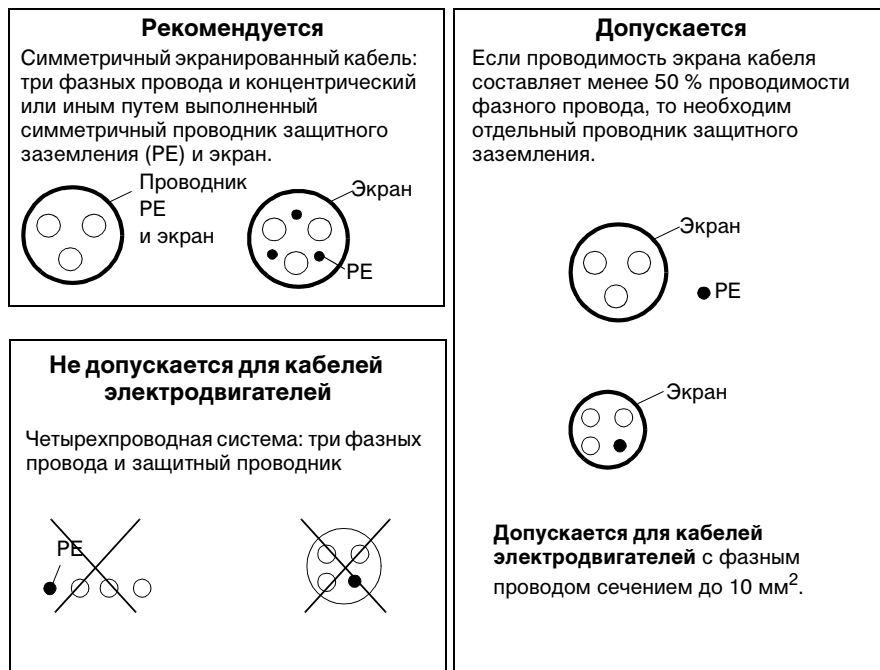 Рекомендуется
Симметричный экранированный кабель:
три фазных провода и концентрический
или иным путем выполненный
симметричный проводник защитного
заземления (PE) и экран.
Проводник
PE
и экран
Экран
PE
Не допускается для кабелей
электродвигателей
Четырехпроводная система: три фазных
провода и защитный проводник
PE
Допускается
Если проводимость экрана кабеля
составляет менее 50 % проводимости
фазного провода, то необходим
отдельный проводник защитного
заземления.
Экран
PE
Экран
Допускается для кабелей
электродвигателей с фазным
проводом сечением до 10 мм².